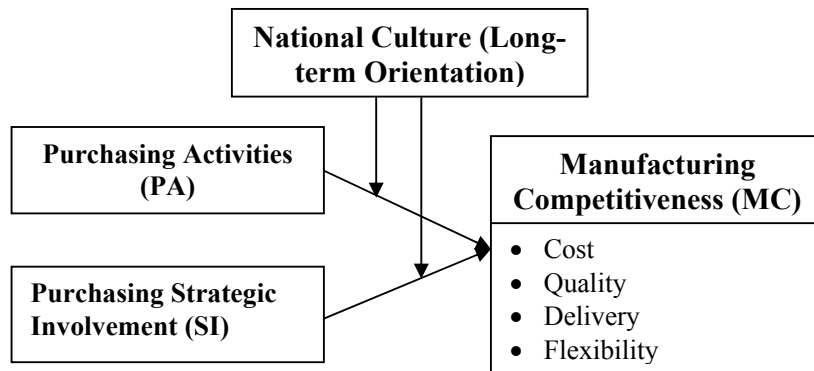 National Culture (Long-
term Orientation)
Purchasing Activities
(PA)
Manufacturing
Competitiveness (MC)
• Cost
• Quality
• Delivery
• Flexibility
Purchasing Strategic
Involvement (SI)